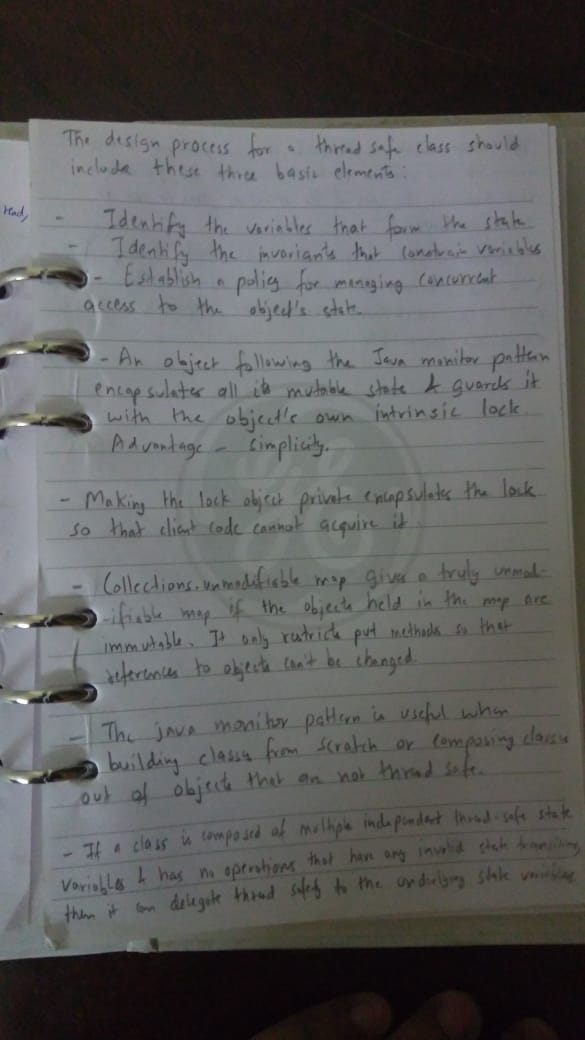 The design process for a thread safe class should
include these three basic elements:
read,
- Identify the variables that form the state
- Identify the invariants that constrain variables
- Establish a policy for managing concurrent
access to the object's state.
- An object following the Java monitor pattern
encapsulates all its mutable state & guards it
with the object's own intrinsic lock.
Advantage - Simplicity.
- Making the lock object private encapsulates the lock
so that client code cannot acquire it.
- Collections.unmodifiable map gives a truly unmod-
-ifiable map if the objects held in the map are
immutable. It only restricts put methods so that
references to objects can't be changed.
- The java monitor pattern is useful when
building classes from scratch or composing classes
out of objects that are not thread safe.
- If a class is composed of multiple independent thread-safe state
variables & has no operations that have any invalid state transitions,
then it can delegate thread safety to the underlying state variables.